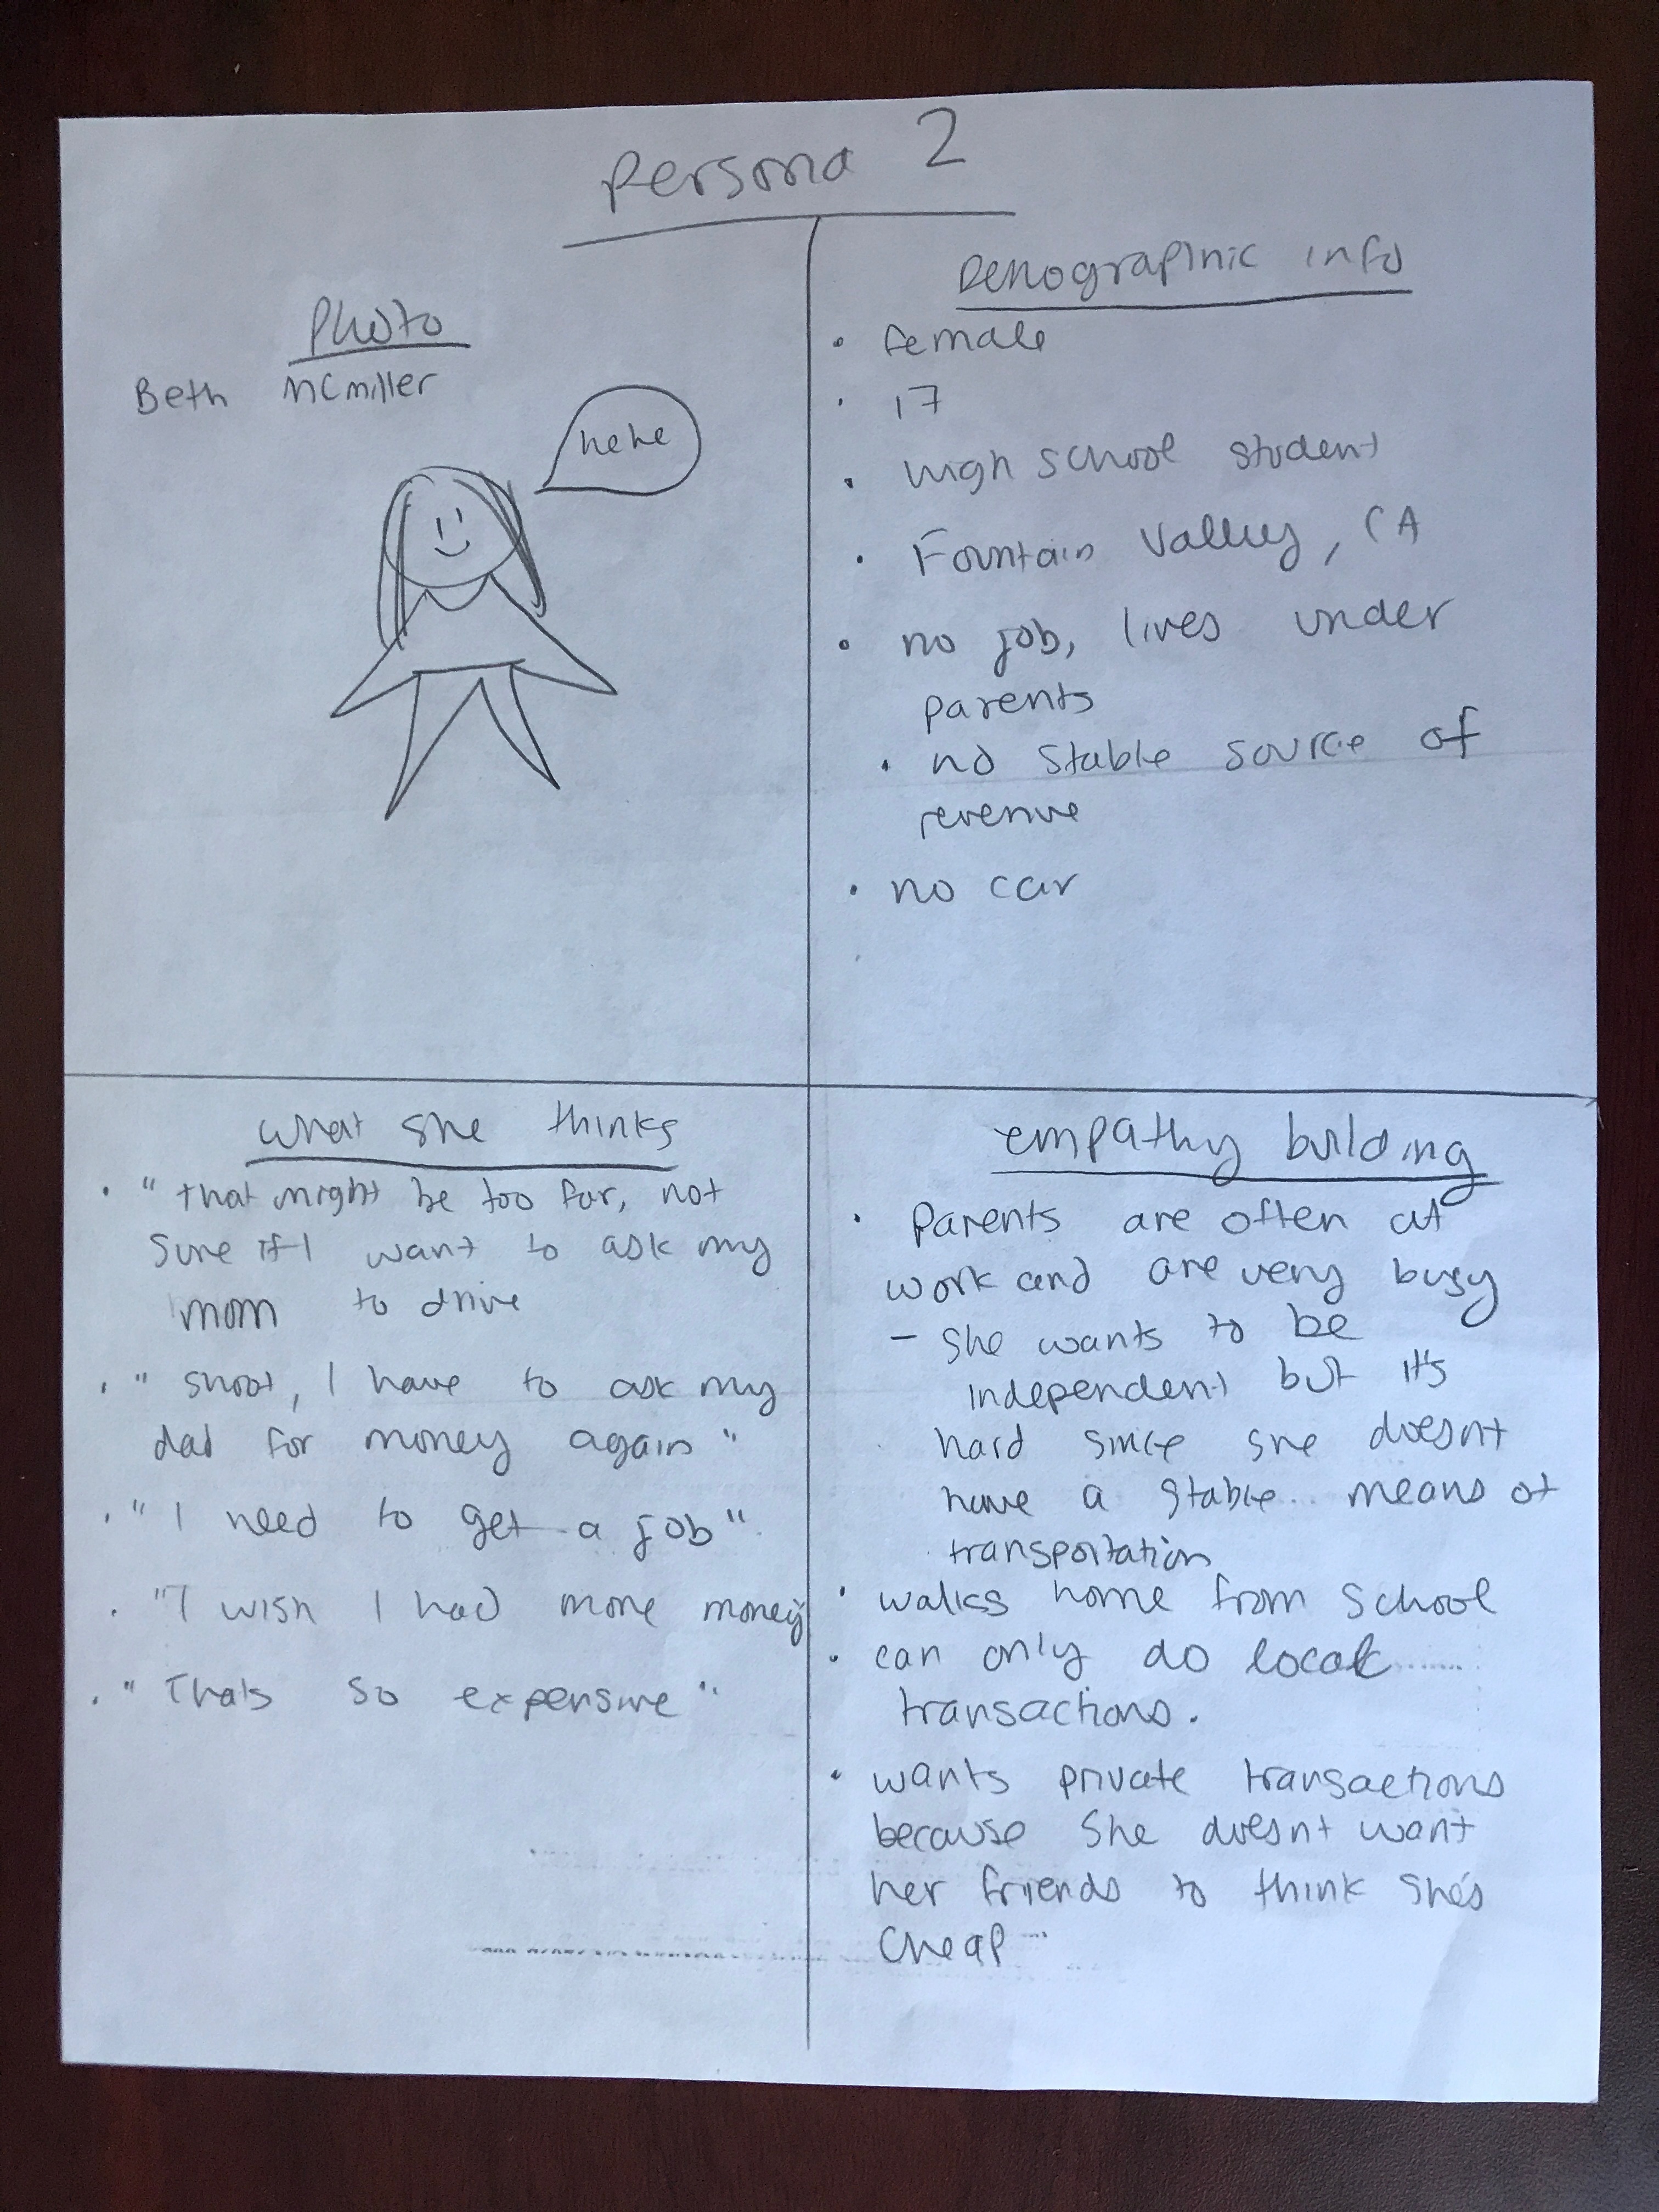 Persona 2
Photo
Beth McMiller
hehe
Demographic info
• female
• 17
• high school student
• Fountain Valley, CA
• no job, lives under
parents
• no stable source of
revenue
• no car
what she thinks
• "that might be too far, not
sure if I want to ask my
mom to drive
• " shoot, I have to ask my
dad for money again"
• "I need to get a job"
• "I wish I had more money
• "Thats so expensive"
empathy building
• Parents are often at
work and are very busy
- she wants to be
independent but it's
hard since she doesnt
have a stable means of
transportation
• walks home from school
• can only do local
transactions.
• wants private transactions
because she doesnt want
her friends to think she's
cheap